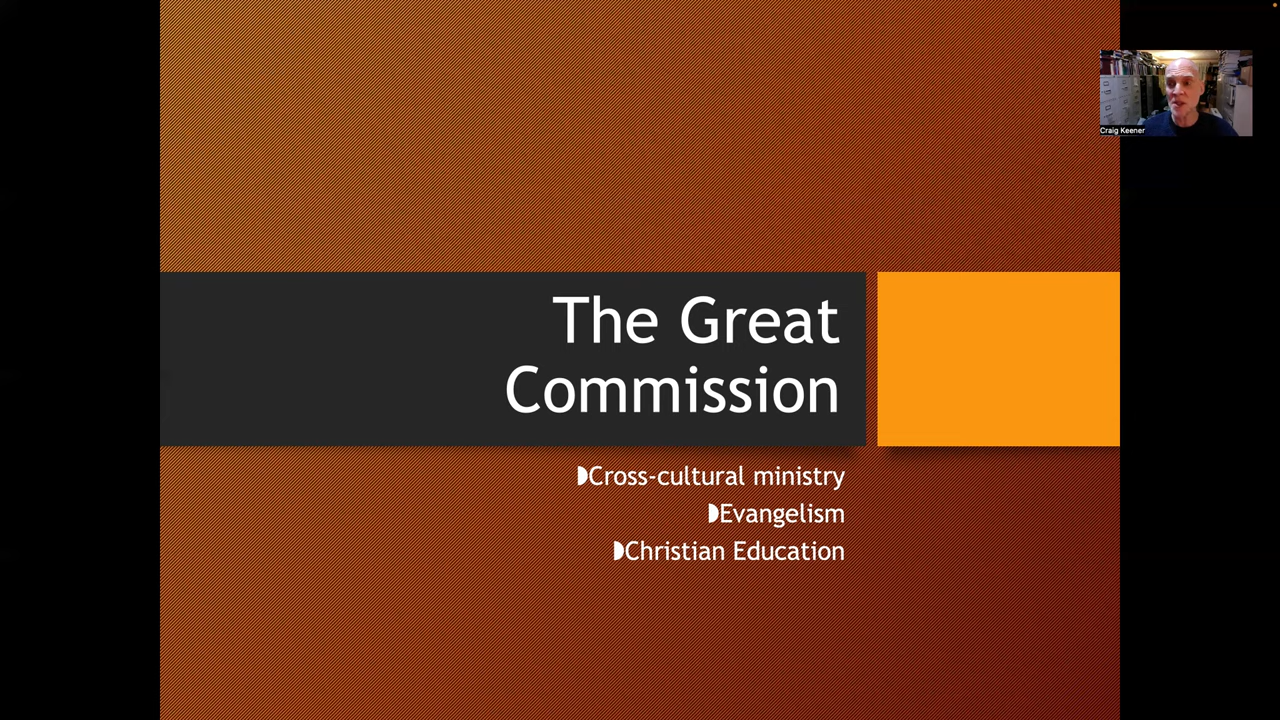 Craig Keener
The Great
Commission
◗Cross-cultural ministry
◗Evangelism
◗Christian Education